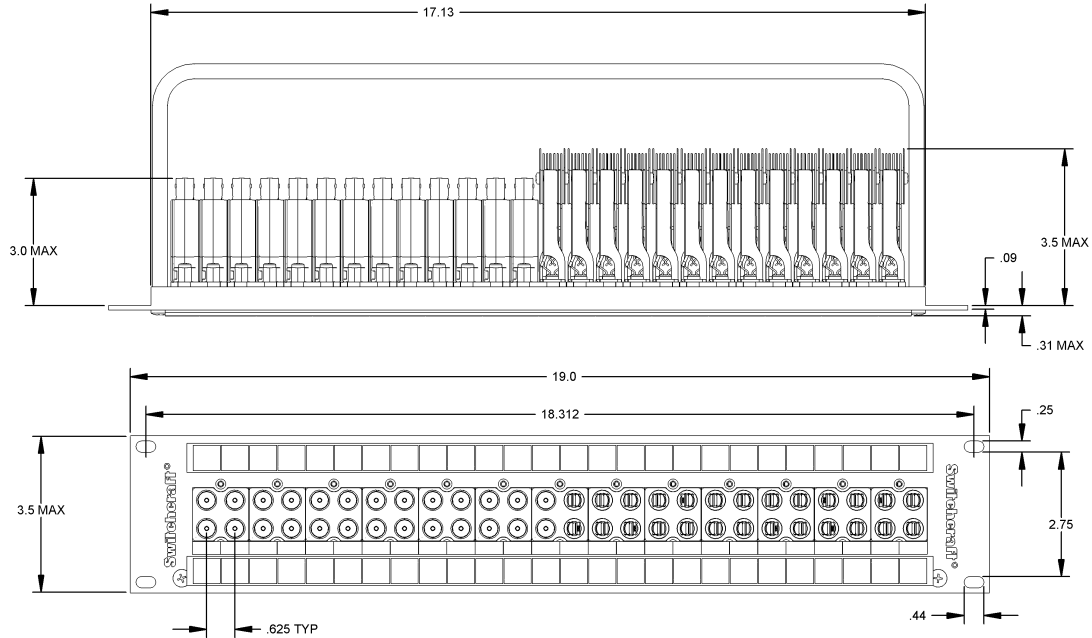 17.13
3.0 MAX
3.5 MAX
.09
.31 MAX
19.0
18.312
.25
3.5 MAX
Switchcraft®
Switchcraft®
2.75
.44
.625 TYP